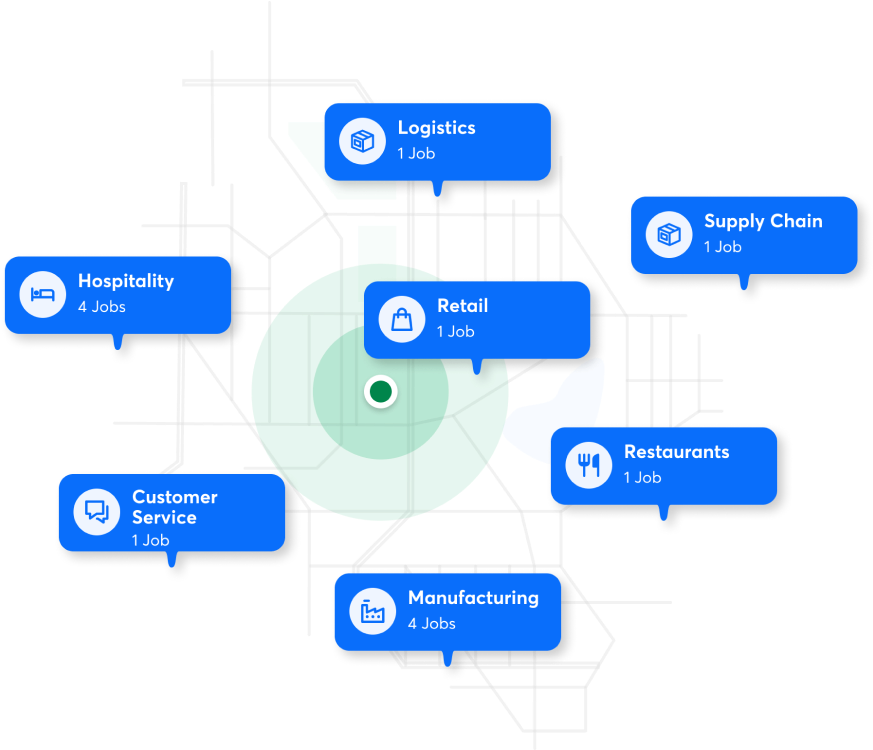 Logistics
1 Job
Supply Chain
1 Job
Hospitality
4 Jobs
Retail
1 Job
Restaurants
1 Job
Customer
Service
1 Job
Manufacturing
4 Jobs